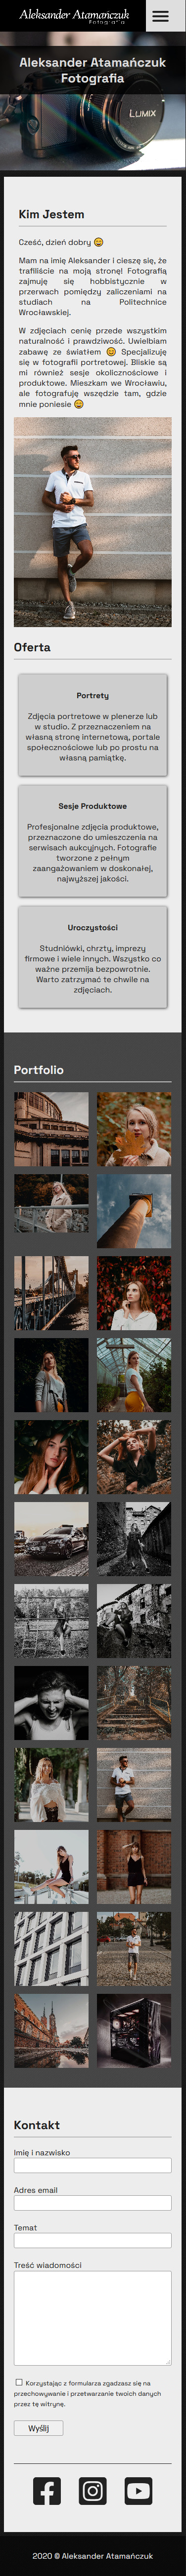 Aleksander Atamańczuk
Fotografia
Aleksander Atamańczuk
Fotografia
LUMIX
Kim Jestem
Cześć, dzień dobry 😄
Mam na imię Aleksander i cieszę się, że
trafiliście na moją stronę! Fotografią
zajmuję się hobbistycznie w
przerwach pomiędzy zaliczeniami na
studiach na Politechnice
Wrocławskiej.
W zdjęciach cenię przede wszystkim
naturalność i prawdziwość. Uwielbiam
zabawę ze światłem 😊 Specjalizuję
się w fotografii portretowej. Bliskie są
mi również sesje okolicznościowe i
produktowe. Mieszkam we Wrocławiu,
ale fotografuję wszędzie tam, gdzie
mnie poniesie 😄
Oferta
Portrety
Zdjęcia portretowe w plenerze lub
w studio. Z przeznaczeniem na
własną stronę internetową, portale
społecznościowe lub po prostu na
własną pamiątkę.
Sesje Produktowe
Profesjonalne zdjęcia produktowe,
przeznaczone do umieszczenia na
serwisach aukcyjnych. Fotografie
tworzone z pełnym
zaangażowaniem w doskonałej,
najwyższej jakości.
Uroczystości
Studniówki, chrzty, imprezy
firmowe i wiele innych. Wszystko co
ważne przemija bezpowrotnie.
Warto zatrzymać te chwile na
zdjęciach.
Portfolio
Kontakt
Imię i nazwisko
Adres email
Temat
Treść wiadomości
Korzystając z formularza zgadzasz się na
przechowywanie i przetwarzanie twoich danych
przez tę witrynę.
Wyślij
2020 © Aleksander Atamańczuk